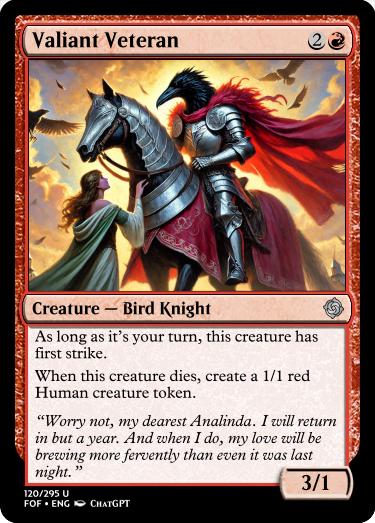 Valiant Veteran 2
Creature — Bird Knight
As long as it's your turn, this creature has
first strike.
When this creature dies, create a 1/1 red
Human creature token.
“Worry not, my dearest Analinda. I will return
in but a year. And when I do, my love will be
brewing more fervently than even it was last
night.”
3/1
120/295 U
FOF • ENG ChatGPT